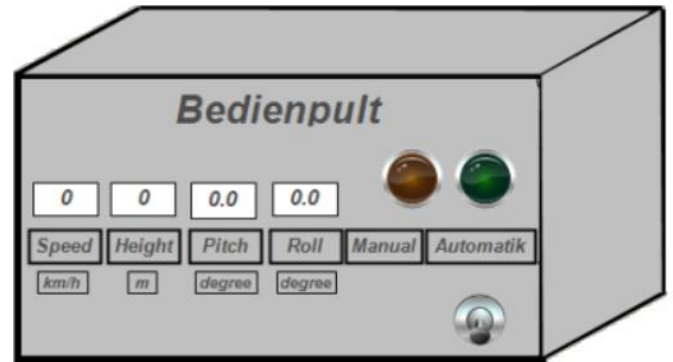 Bedienpult
0 0 0.0 0.0
Speed Height Pitch Roll Manual Automatik
km/h m degree degree